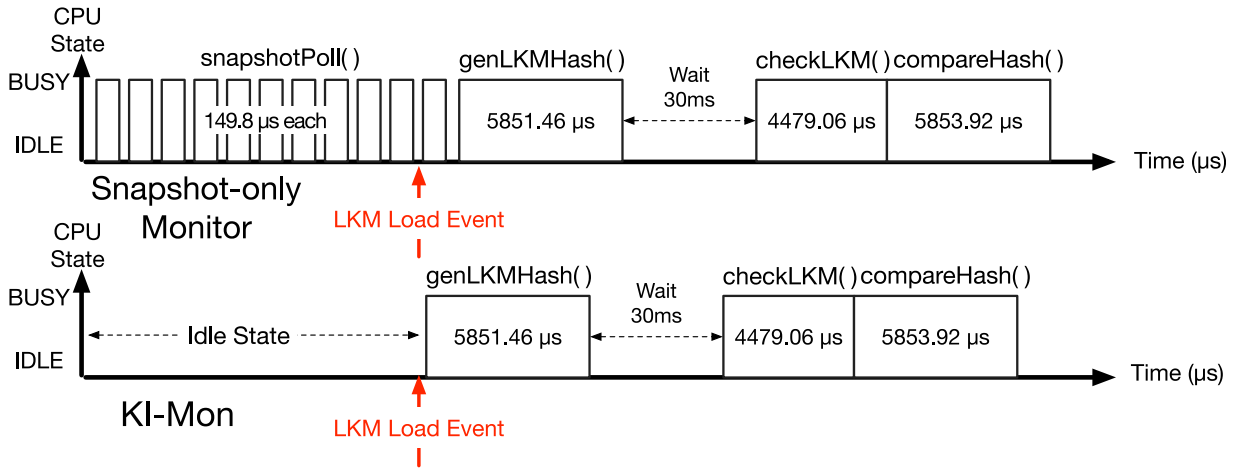 CPU
State
snapshotPoll( )
genLKMHash( )
Wait
30ms
checkLKM( )
compareHash( )
BUSY
149.8 µs each
5851.46 µs
4479.06 µs
5853.92 µs
IDLE
Time (µs)
Snapshot-only
Monitor
LKM Load Event
CPU
State
genLKMHash( )
Wait
30ms
checkLKM( )
compareHash( )
BUSY
Idle State
5851.46 µs
4479.06 µs
5853.92 µs
IDLE
Time (µs)
KI-Mon
LKM Load Event